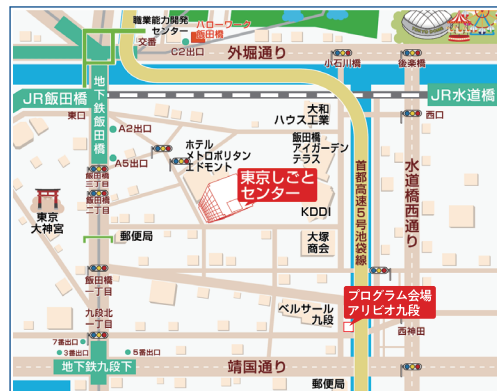 職業能力開発
センター
ハローワーク
飯田橋
交番
C2出口
外堀通り
小石川橋
後楽橋
JR飯田橋
地下鉄飯田橋
JR水道橋
東口
西口
A2出口
大和
ハウス工業
ホテル
メトロポリタン
エドモント
飯田橋
アイガーデン
テラス
A5出口
飯田橋
三丁目
東京しごと
センター
首都高速5号池袋線
水道橋西通り
飯田橋
二丁目
KDDI
東京
大神宮
郵便局
大塚
商会
飯田橋
一丁目
プログラム会場
アリビオ九段
ベルサール
九段
九段北
一丁目
西神田
7番出口
3番出口
5番出口
地下鉄九段下
靖国通り
郵便局